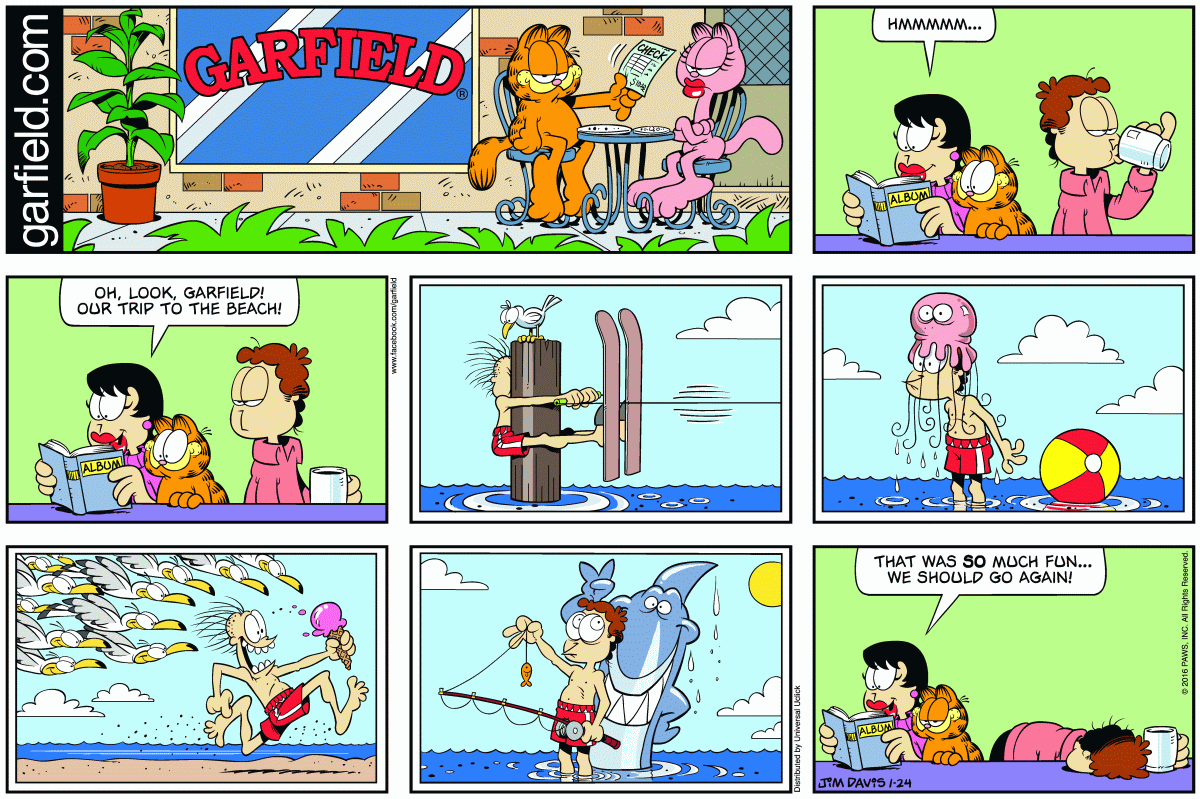 garfield.com
GARFIELD®
CHECK
HMMMMM...
ALBUM
OH, LOOK, GARFIELD!
OUR TRIP TO THE BEACH!
ALBUM
www.facebook.com/garfield
Distributed by Universal Uclick
THAT WAS SO MUCH FUN...
WE SHOULD GO AGAIN!
ALBUM
© 2016 PAWS, INC. All Rights Reserved.
JIM DAVIS 1-24